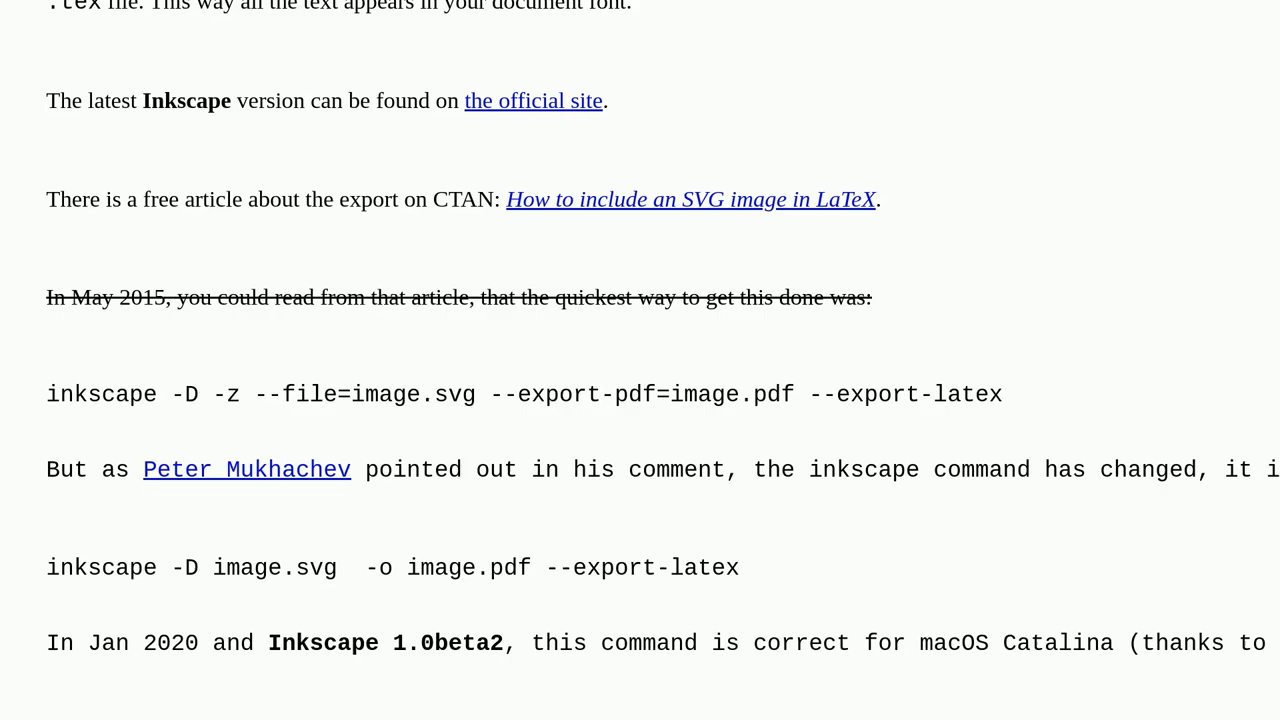 .tex file. This way all the text appears in your document font.
The latest Inkscape version can be found on the official site.
There is a free article about the export on CTAN: How to include an SVG image in LaTeX.
In May 2015, you could read from that article, that the quickest way to get this done was:
inkscape -D -z --file=image.svg --export-pdf=image.pdf --export-latex
But as Peter Mukhachev pointed out in his comment, the inkscape command has changed, it i
inkscape -D image.svg  -o image.pdf --export-latex
In Jan 2020 and Inkscape 1.0beta2, this command is correct for macOS Catalina (thanks to